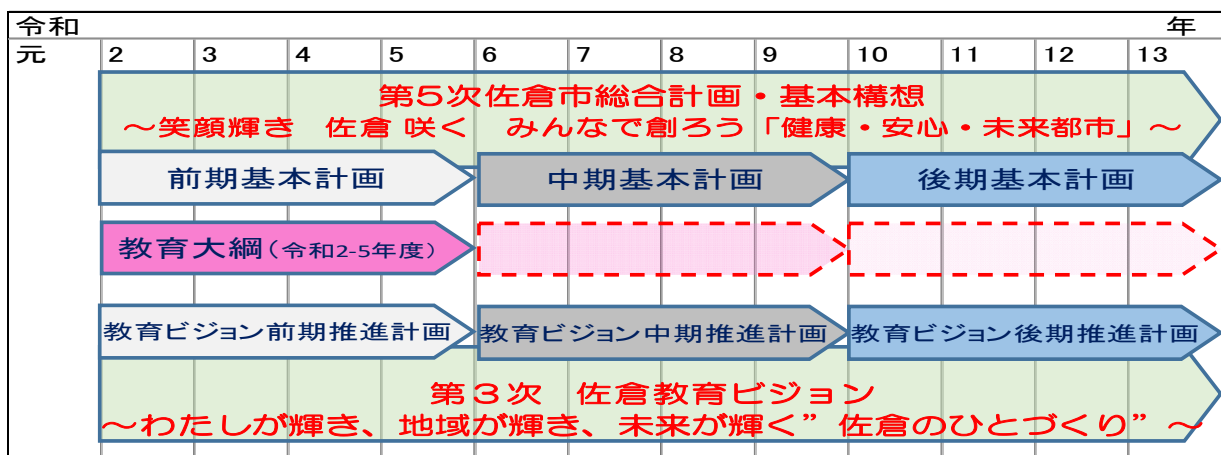 令和 年
元 2 3 4 5 6 7 8 9 10 11 12 13
第5次佐倉市総合計画・基本構想
～笑顔輝き 佐倉 咲く みんなで創ろう「健康・安心・未来都市」～
前期基本計画 中期基本計画 後期基本計画
教育大綱(令和2-5年度)
教育ビジョン前期推進計画 教育ビジョン中期推進計画 教育ビジョン後期推進計画
第３次 佐倉教育ビジョン
～わたしが輝き、地域が輝き、未来が輝く”佐倉のひとづくり”～